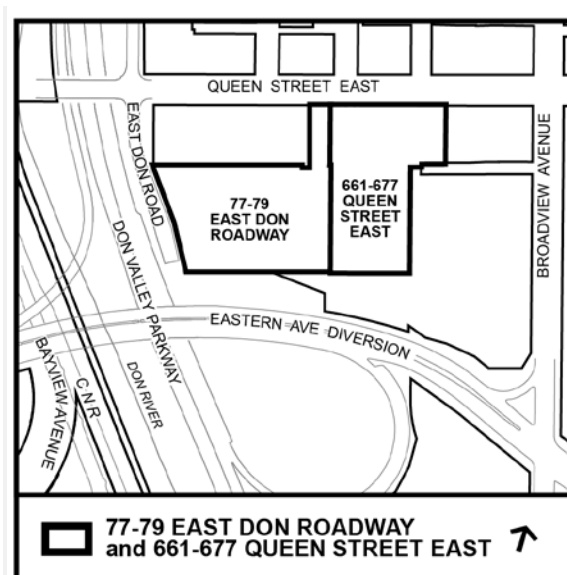 QUEEN STREET EAST
EAST DON ROAD
BROADVIEW AVENUE
77-79
EAST DON
ROADWAY
661-677
QUEEN
STREET
EAST
DON VALLEY PARKWAY
EASTERN AVE DIVERSION
BAYVIEW AVENUE
CNR
DON RIVER
77-79 EAST DON ROADWAY
and 661-677 QUEEN STREET EAST